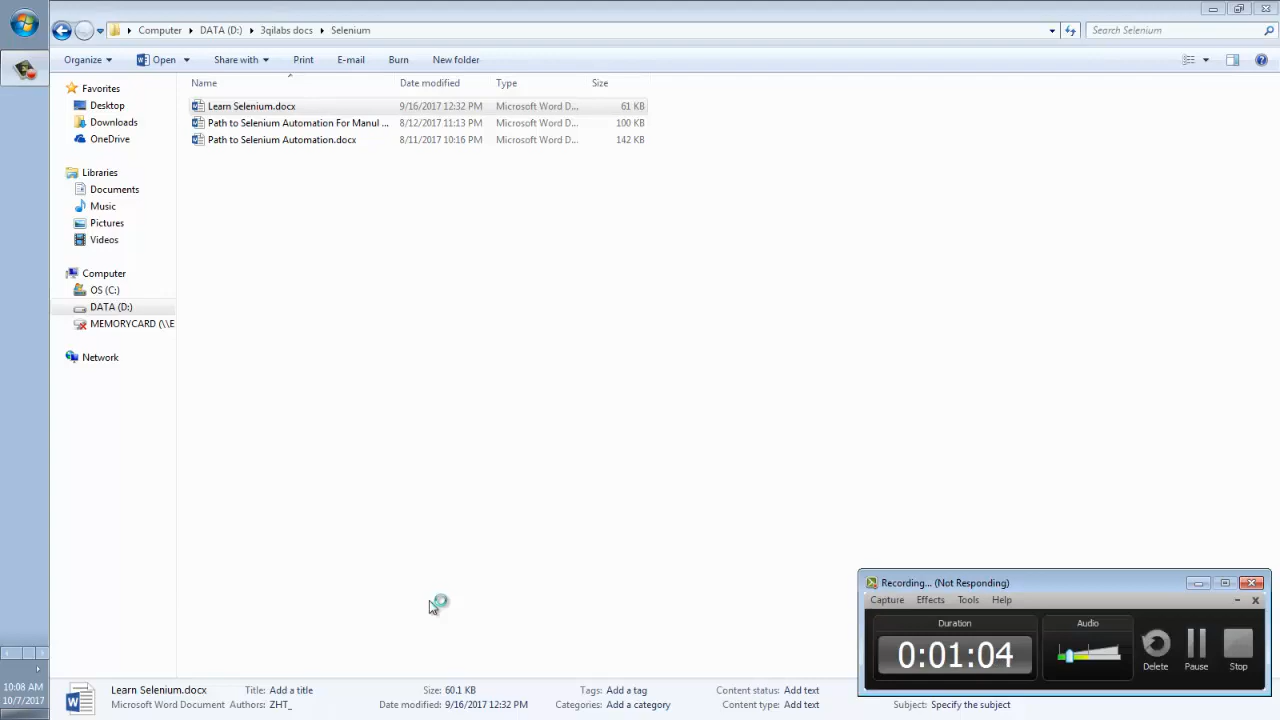 Computer DATA (D:) 3qilabs docs Selenium
Search Selenium
Organize Open Share with Print E-mail Burn New folder
Name Date modified Type Size
Favorites
Desktop
Downloads
OneDrive
Libraries
Documents
Music
Pictures
Videos
Computer
OS (C:)
DATA (D:)
MEMORYCARD (\\E
Network
Learn Selenium.docx 9/16/2017 12:32 PM Microsoft Word D... 61 KB
Path to Selenium Automation For Manul ... 8/12/2017 11:13 PM Microsoft Word D... 100 KB
Path to Selenium Automation.docx 8/11/2017 10:16 PM Microsoft Word D... 142 KB
Recording... (Not Responding)
Capture Effects Tools Help
Duration Audio
0:01:04
Delete Pause Stop
10:08 AM
10/7/2017
Learn Selenium.docx Title: Add a title Size: 60.1 KB Tags: Add a tag Content status: Add text
Microsoft Word Document Authors: ZHT_ Date modified: 9/16/2017 12:32 PM Categories: Add a category Content type: Add text Subject: Specify the subject